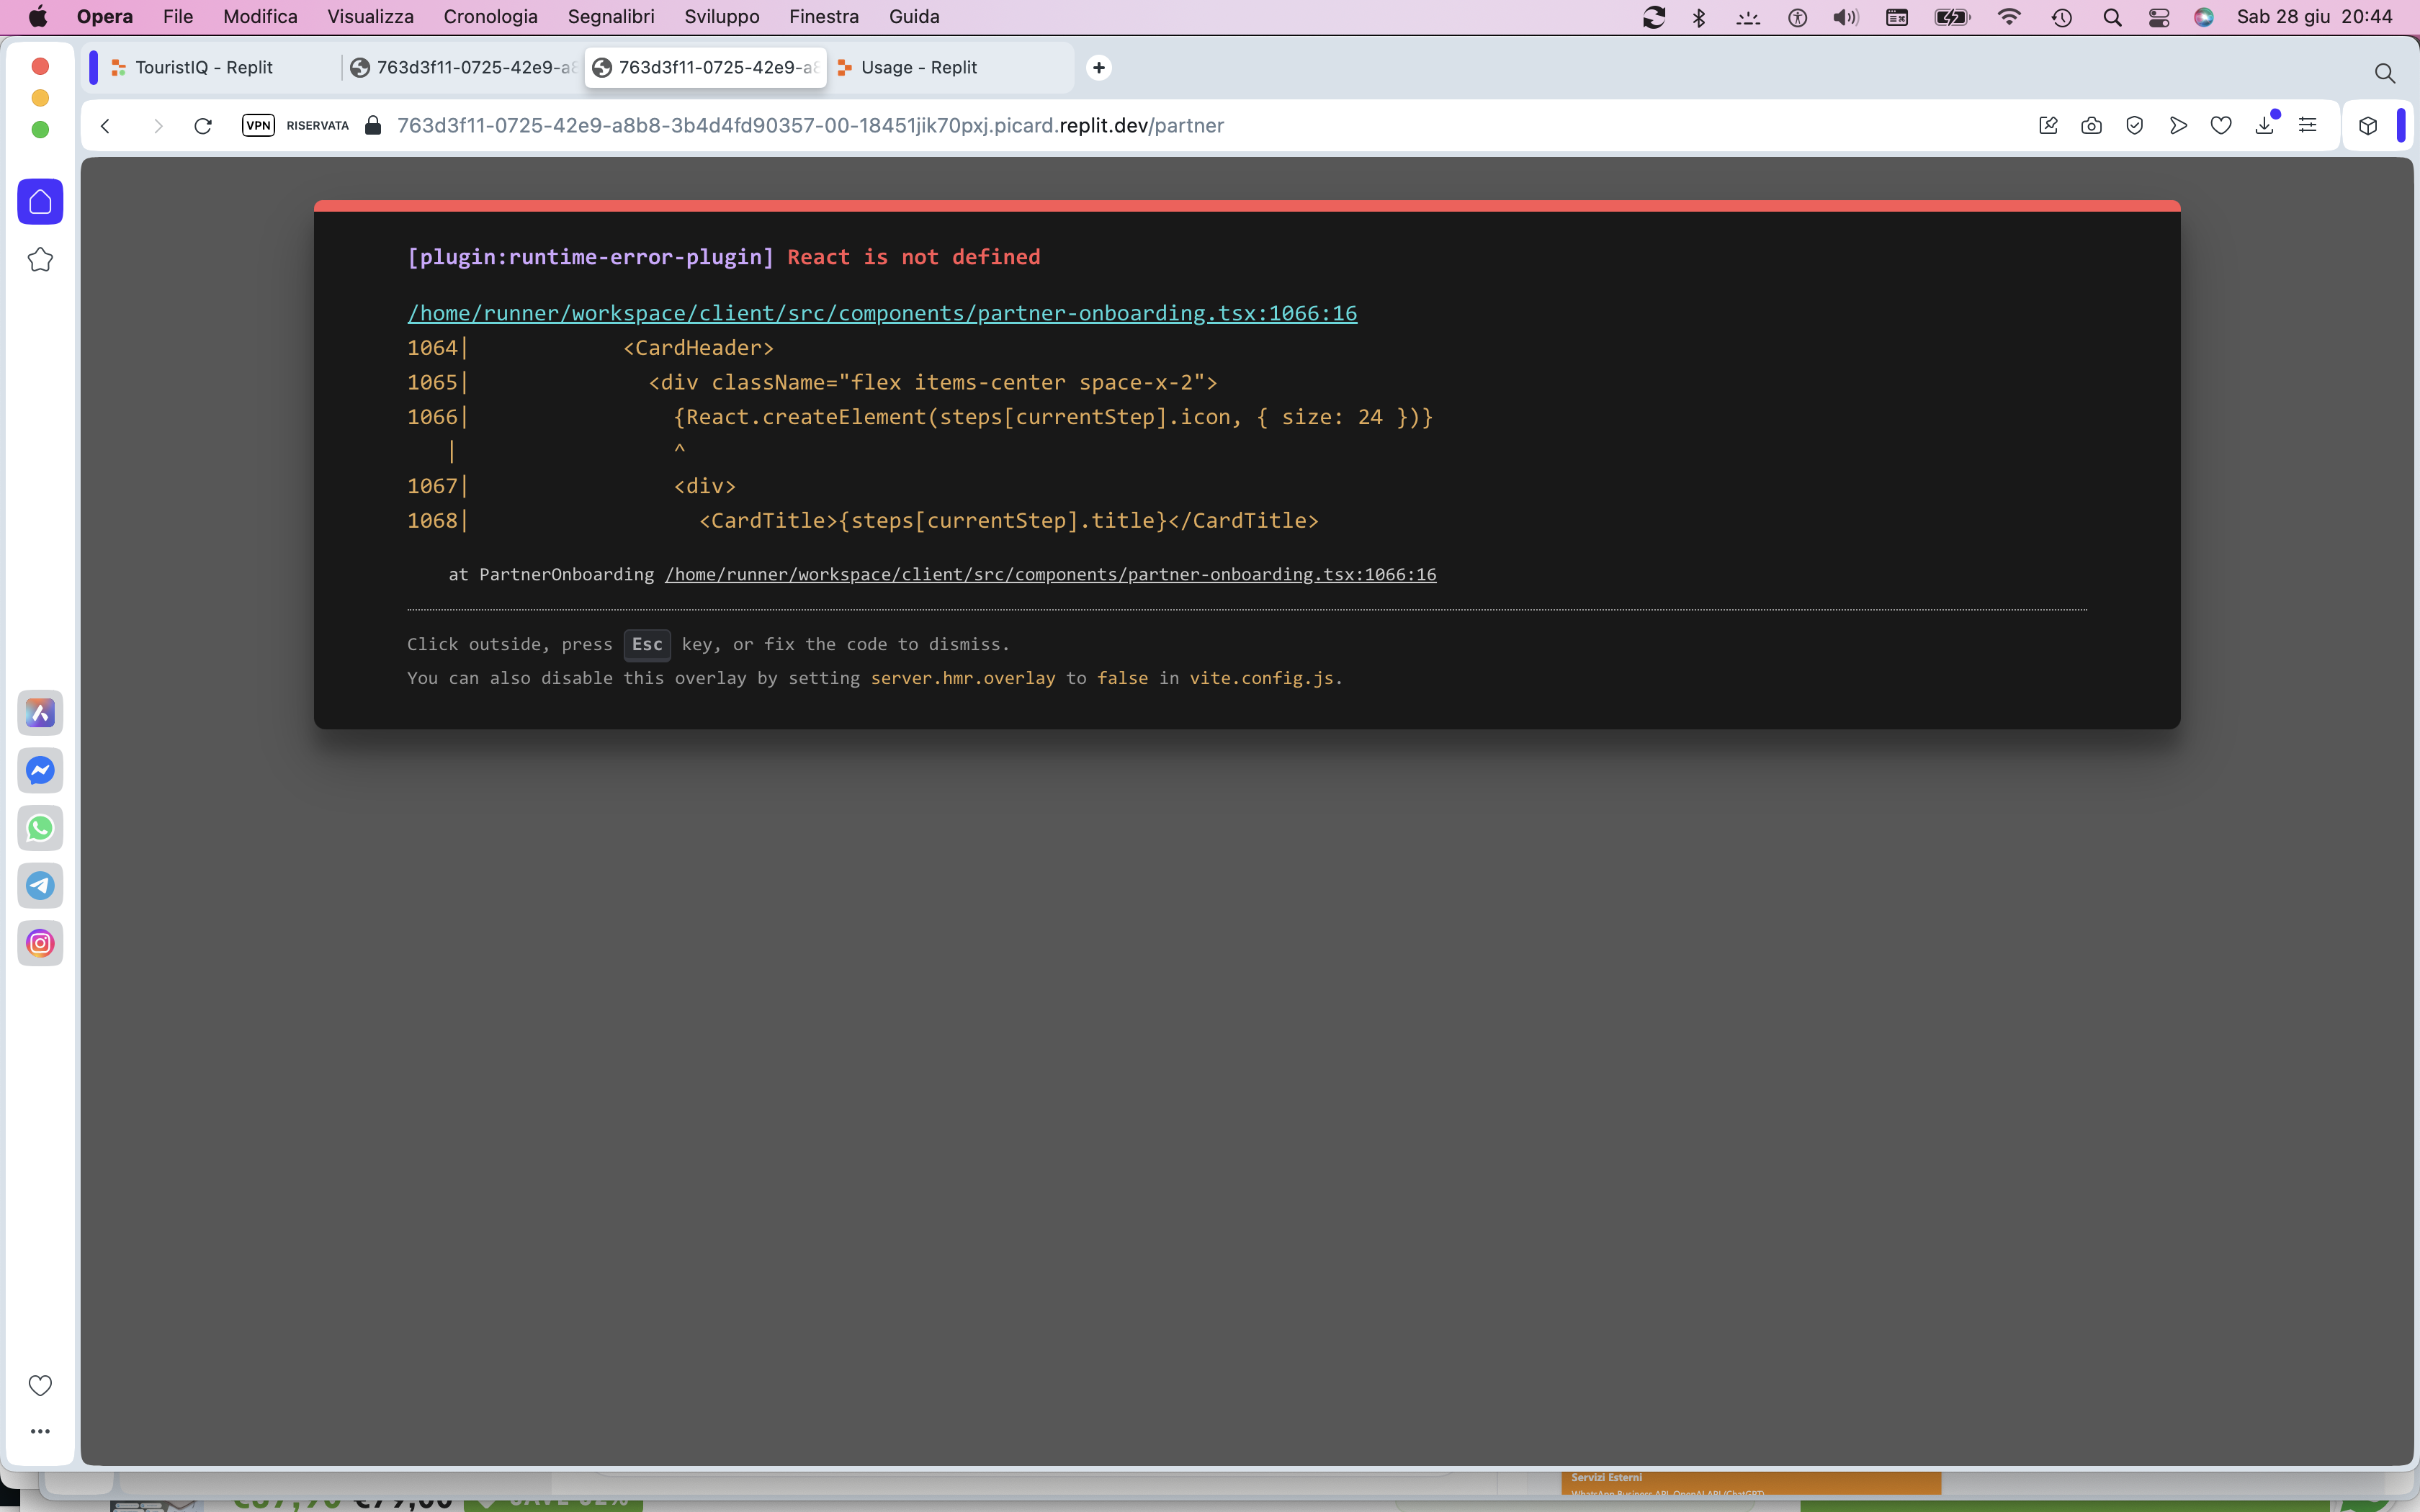 Opera File Modifica Visualizza Cronologia Segnalibri Sviluppo Finestra Guida Sab 28 giu 20:44
TouristIQ - Replit 763d3f11-0725-42e9-a8 763d3f11-0725-42e9-a8 Usage - Replit
VPN RISERVATA 763d3f11-0725-42e9-a8b8-3b4d4fd90357-00-18451jik70pxj.picard.replit.dev/partner
[plugin:runtime-error-plugin] React is not defined
/home/runner/workspace/client/src/components/partner-onboarding.tsx:1066:16
1064| <CardHeader>
1065| <div className="flex items-center space-x-2">
1066| {React.createElement(steps[currentStep].icon, { size: 24 })}
| ^
1067| <div>
1068| <CardTitle>{steps[currentStep].title}</CardTitle>
at PartnerOnboarding /home/runner/workspace/client/src/components/partner-onboarding.tsx:1066:16
Click outside, press Esc key, or fix the code to dismiss.
You can also disable this overlay by setting server.hmr.overlay to false in vite.config.js.
Servizi Esterni
WhatsApp Business API, OpenAI API (ChatGPT)